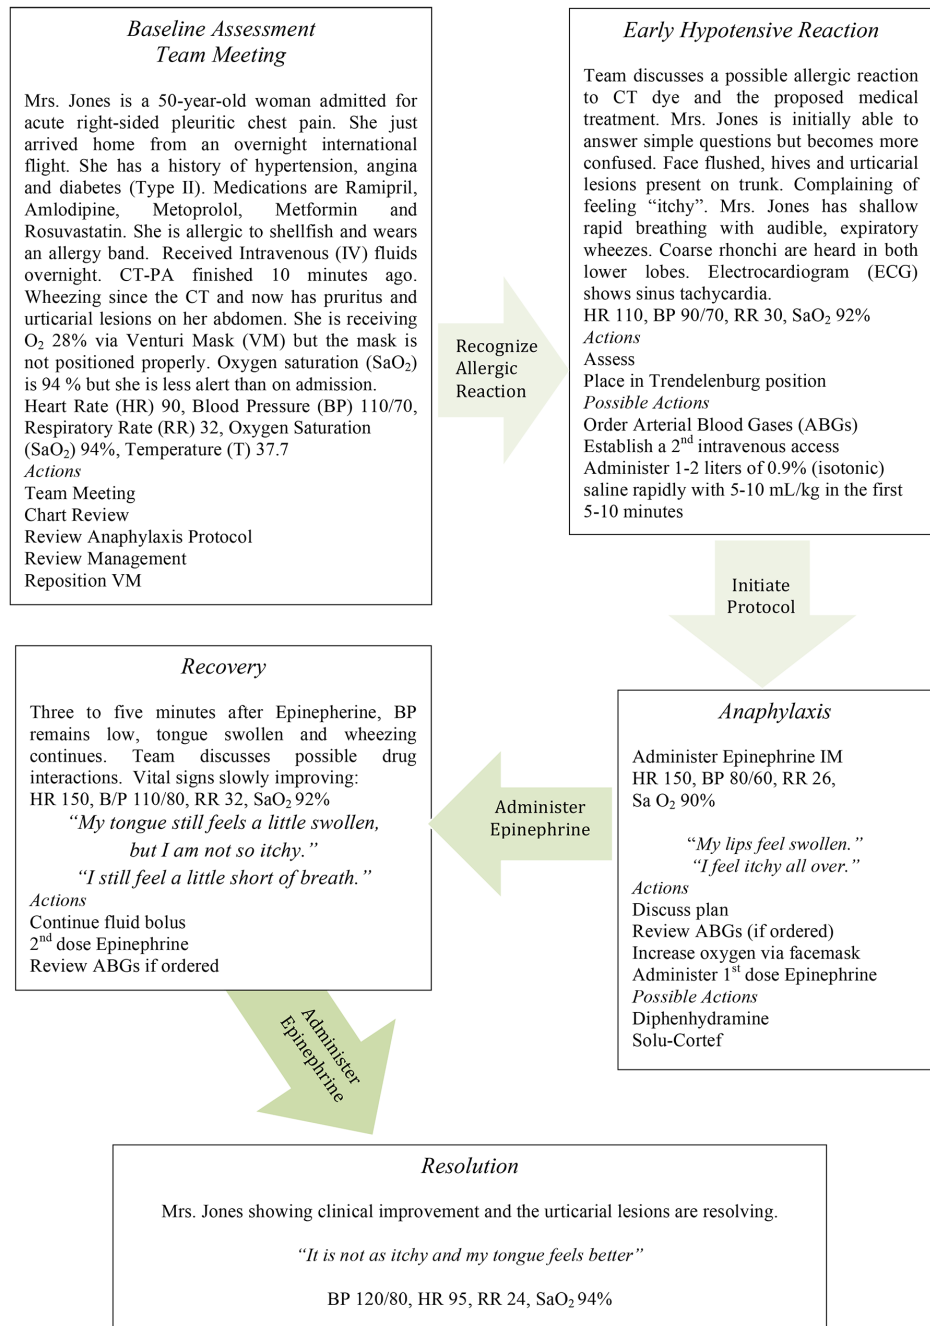 Baseline Assessment
Team Meeting
Mrs. Jones is a 50-year-old woman admitted for
acute right-sided pleuritic chest pain. She just
arrived home from an overnight international
flight. She has a history of hypertension, angina
and diabetes (Type II). Medications are Ramipril,
Amlodipine, Metoprolol, Metformin and
Rosuvastatin. She is allergic to shellfish and wears
an allergy band. Received Intravenous (IV) fluids
overnight. CT-PA finished 10 minutes ago.
Wheezing since the CT and now has pruritus and
urticarial lesions on her abdomen. She is receiving
O₂ 28% via Venturi Mask (VM) but the mask is
not positioned properly. Oxygen saturation (SaO₂)
is 94 % but she is less alert than on admission.
Heart Rate (HR) 90, Blood Pressure (BP) 110/70,
Respiratory Rate (RR) 32, Oxygen Saturation
(SaO₂) 94%, Temperature (T) 37.7
Actions
Team Meeting
Chart Review
Review Anaphylaxis Protocol
Review Management
Reposition VM
Recognize
Allergic
Reaction
Early Hypotensive Reaction
Team discusses a possible allergic reaction
to CT dye and the proposed medical
treatment. Mrs. Jones is initially able to
answer simple questions but becomes more
confused. Face flushed, hives and urticarial
lesions present on trunk. Complaining of
feeling “itchy”. Mrs. Jones has shallow
rapid breathing with audible, expiratory
wheezes. Coarse rhonchi are heard in both
lower lobes. Electrocardiogram (ECG)
shows sinus tachycardia.
HR 110, BP 90/70, RR 30, SaO₂ 92%
Actions
Assess
Place in Trendelenburg position
Possible Actions
Order Arterial Blood Gases (ABGs)
Establish a 2nd intravenous access
Administer 1-2 liters of 0.9% (isotonic)
saline rapidly with 5-10 mL/kg in the first
5-10 minutes
Initiate
Protocol
Anaphylaxis
Administer Epinephrine IM
HR 150, BP 80/60, RR 26,
Sa O₂ 90%
“My lips feel swollen.”
“I feel itchy all over.”
Actions
Discuss plan
Review ABGs (if ordered)
Increase oxygen via facemask
Administer 1st dose Epinephrine
Possible Actions
Diphenhydramine
Solu-Cortef
Administer
Epinephrine
Recovery
Three to five minutes after Epinepherine, BP
remains low, tongue swollen and wheezing
continues. Team discusses possible drug
interactions. Vital signs slowly improving:
HR 150, B/P 110/80, RR 32, SaO₂ 92%
“My tongue still feels a little swollen,
but I am not so itchy.”
“I still feel a little short of breath.”
Actions
Continue fluid bolus
2nd dose Epinephrine
Review ABGs if ordered
Administer
Epinephrine
Resolution
Mrs. Jones showing clinical improvement and the urticarial lesions are resolving.
“It is not as itchy and my tongue feels better”
BP 120/80, HR 95, RR 24, SaO₂ 94%